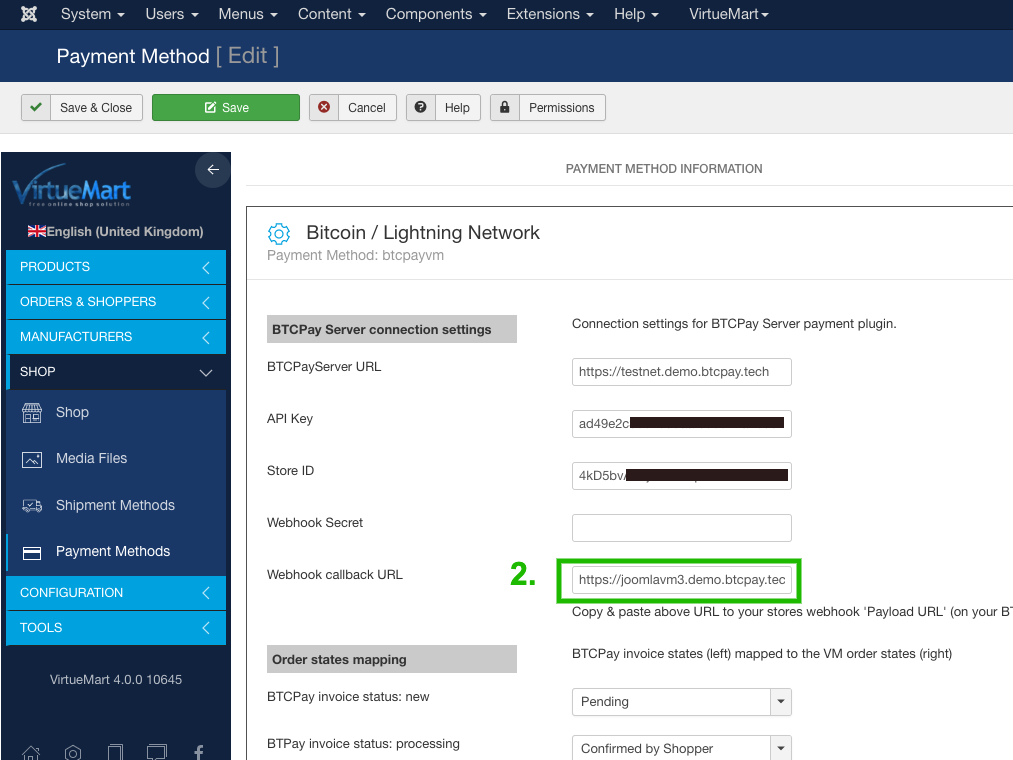 System Users Menus Content Components Extensions Help VirtueMart
Payment Method [ Edit ]
Save & Close Save Cancel Help Permissions
VirtueMart
free online shop solution
English (United Kingdom)
PRODUCTS
ORDERS & SHOPPERS
MANUFACTURERS
SHOP
Shop
Media Files
Shipment Methods
Payment Methods
CONFIGURATION
TOOLS
VirtueMart 4.0.0 10645
PAYMENT METHOD INFORMATION
Bitcoin / Lightning Network
Payment Method: btcpayvm
BTCPay Server connection settings Connection settings for BTCPay Server payment plugin.
BTCPayServer URL https://testnet.demo.btcpay.tech
API Key ad49e2c
Store ID 4kD5bv
Webhook Secret
Webhook callback URL 2. https://joomlavm3.demo.btcpay.tec
Copy & paste above URL to your stores webhook 'Payload URL' (on your BT
Order states mapping BTCPay invoice states (left) mapped to the VM order states (right)
BTCPay invoice status: new Pending
BTPay invoice status: processing Confirmed by Shopper